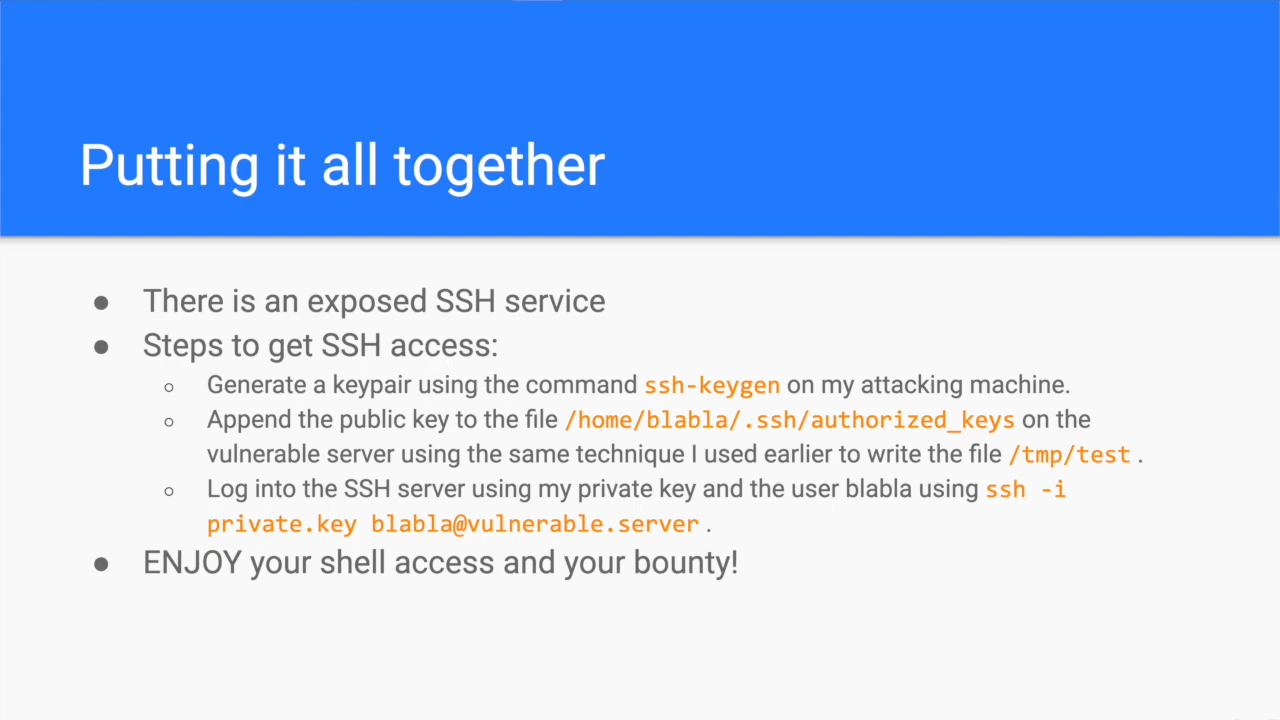 Putting it all together
● There is an exposed SSH service
● Steps to get SSH access:
○ Generate a keypair using the command ssh-keygen on my attacking machine.
○ Append the public key to the file /home/blabla/.ssh/authorized_keys on the
vulnerable server using the same technique I used earlier to write the file /tmp/test .
○ Log into the SSH server using my private key and the user blabla using ssh -i
private.key blabla@vulnerable.server .
● ENJOY your shell access and your bounty!